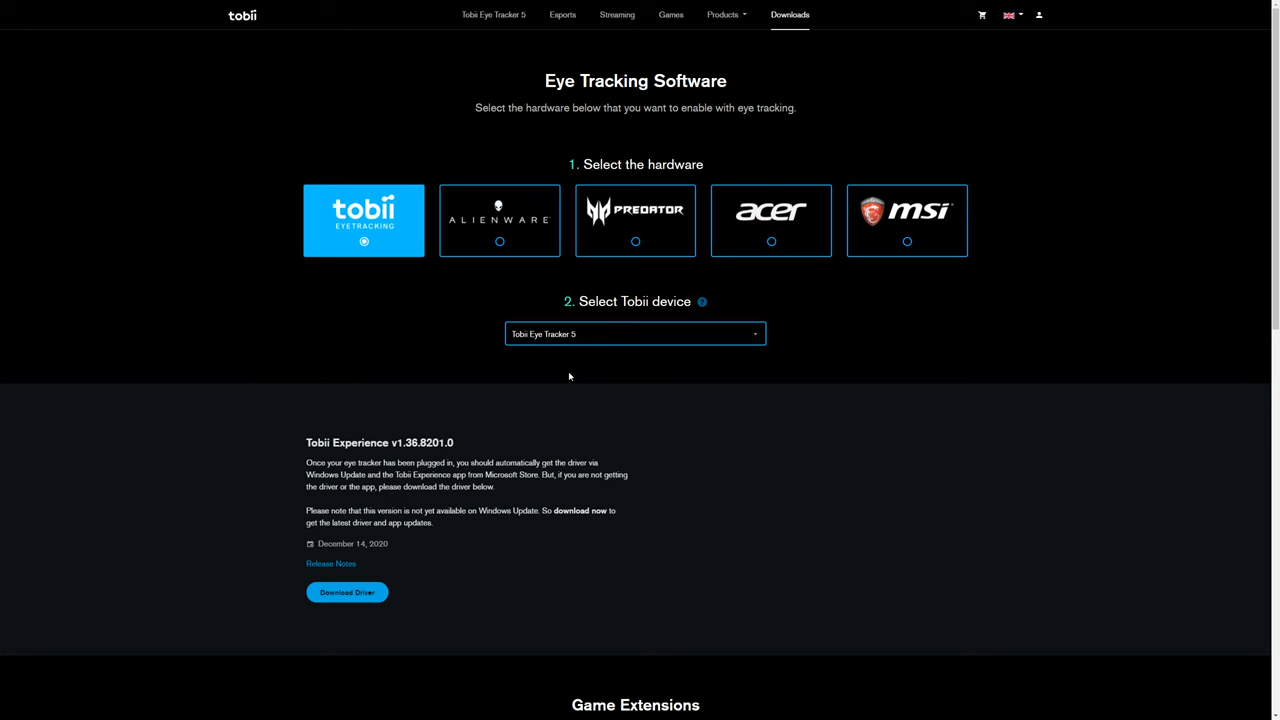 tobii
Tobii Eye Tracker 5 Esports Streaming Games Products Downloads
Eye Tracking Software
Select the hardware below that you want to enable with eye tracking.
1. Select the hardware
tobii
EYETRACKING
ALIENWARE
PREDATOR
acer
msi
2. Select Tobii device ?
Tobii Eye Tracker 5
Tobii Experience v1.36.8201.0
Once your eye tracker has been plugged in, you should automatically get the driver via
Windows Update and the Tobii Experience app from Microsoft Store. But, if you are not getting
the driver or the app, please download the driver below.
Please note that this version is not yet available on Windows Update. So download now to
get the latest driver and app updates.
December 14, 2020
Release Notes
Download Driver
Game Extensions